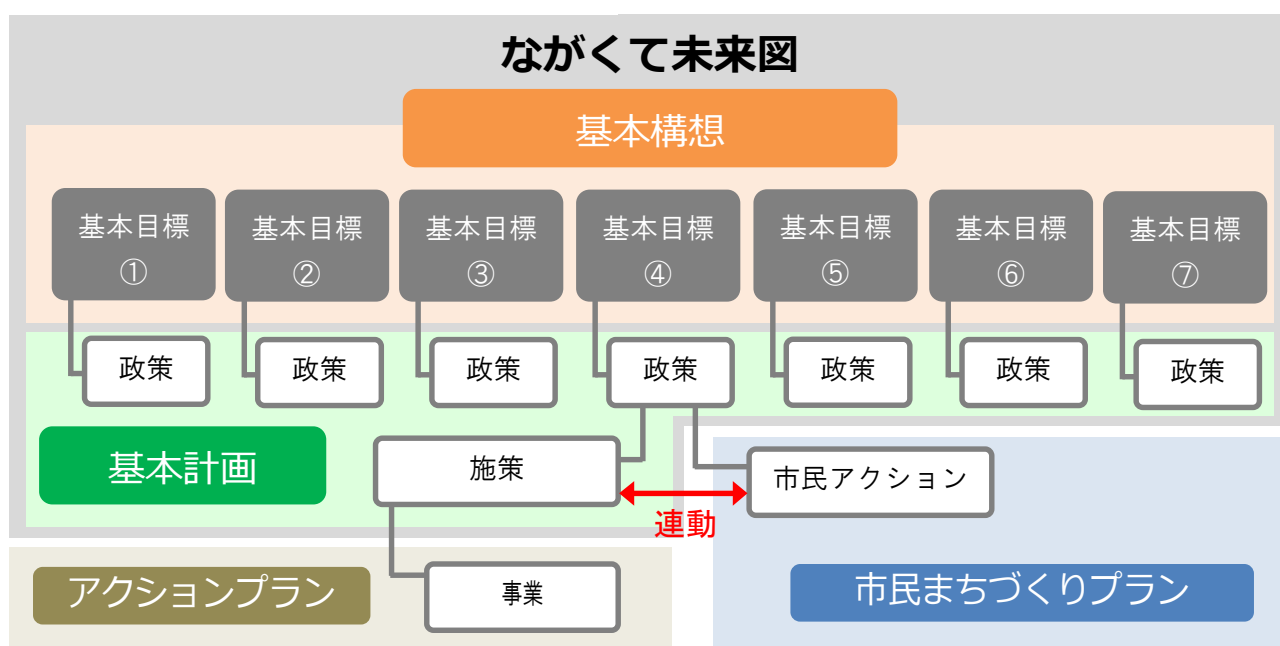 ながくて未来図
基本構想
基本目標
①
基本目標
②
基本目標
③
基本目標
④
基本目標
⑤
基本目標
⑥
基本目標
⑦
政策
政策
政策
政策
政策
政策
政策
基本計画
施策
市民アクション
連動
アクションプラン
事業
市民まちづくりプラン